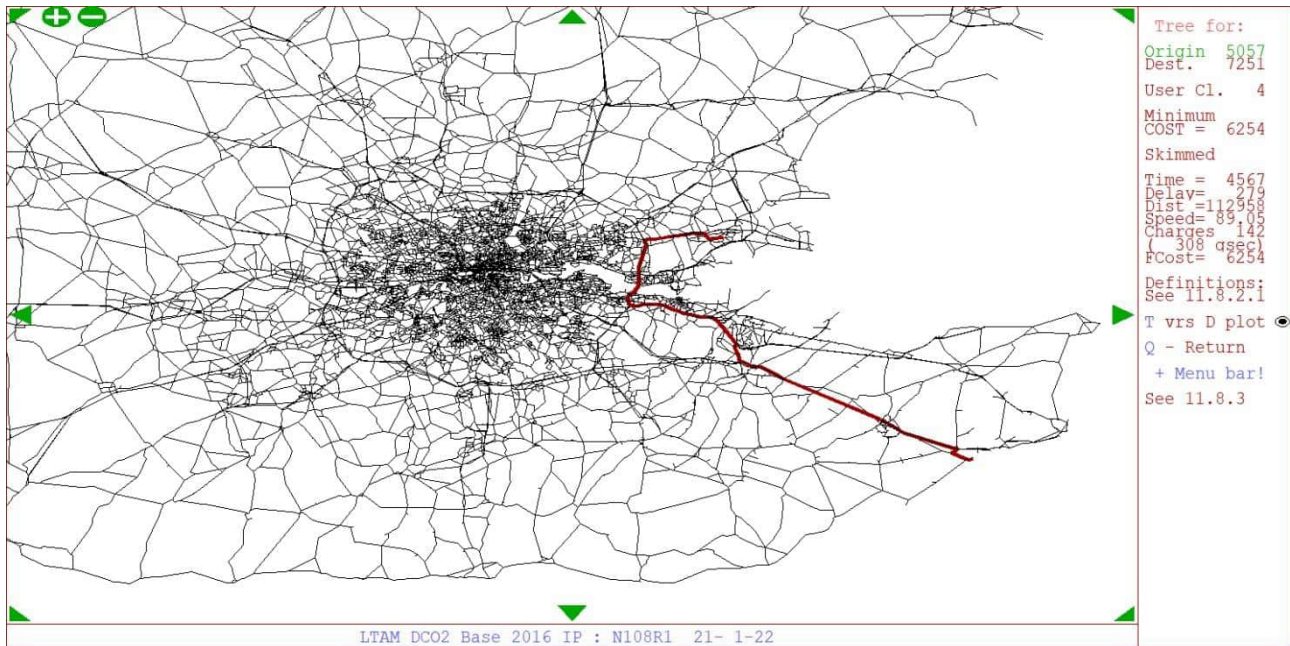 Tree for:
Origin 5057
Dest. 7251
User Cl. 4
Minimum
COST = 6254
Skimmed
Time = 4567
Delay= 279
Dist =112958
Speed= 89.05
Charges 142
( 308 gsec)
FCost= 6254
Definitions:
See 11.8.2.1
T vrs D plot
Q - Return
+ Menu bar!
See 11.8.3
LTAM DCO2 Base 2016 IP : N108R1 21- 1-22